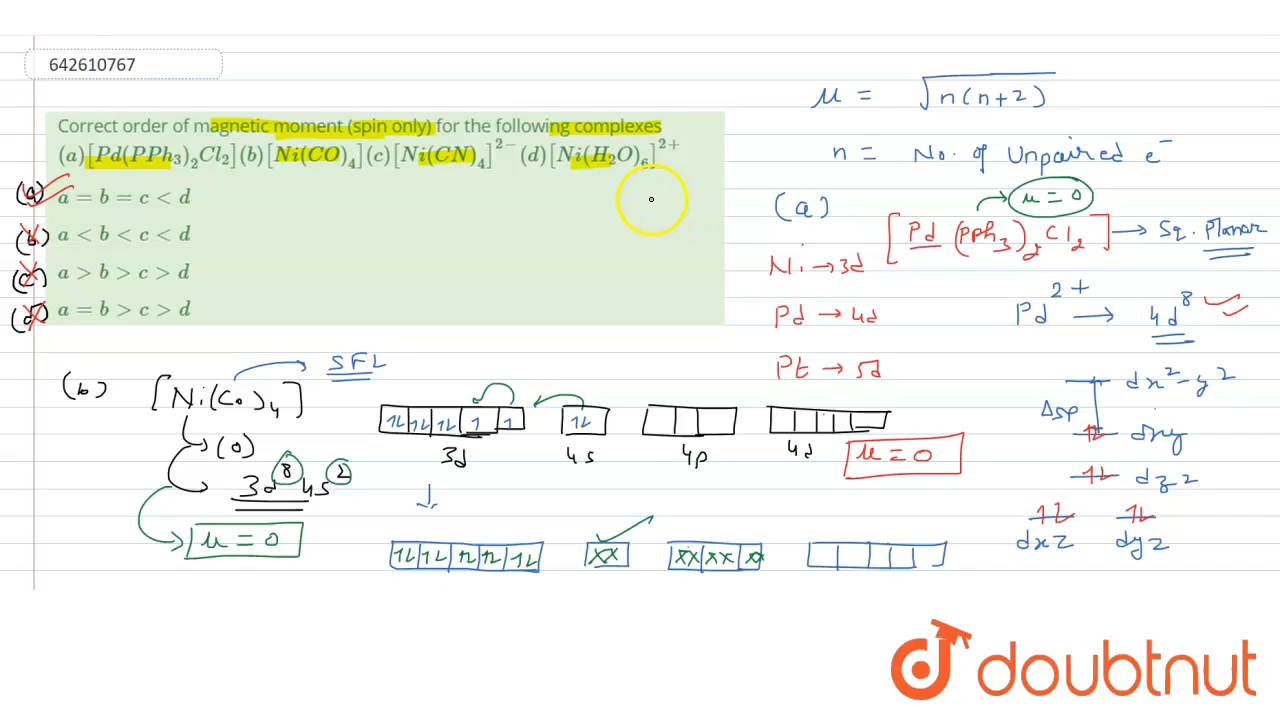 642610767
Correct order of magnetic moment (spin only) for the following complexes
(a)[Pd(PPh₃)₂Cl₂](b)[Ni(CO)₄](c)[Ni(CN)₄]²⁻(d)[Ni(H₂O)₆]²⁺
(a) a = b = c < d
(b) a < b < c < d
(c) a > b > c > d
(d) a = b > c > d
μ = √n(n+2)
n = No. of Unpaired e⁻
(a)
μ = 0
[Pd (PPh₃)₂ Cl₂] → Sq. Planar
Ni → 3d
Pd → 4d
Pt → 5d
Pd²⁺ → 4d⁸
dx²-y²
Δsp
dxy
dz²
dxz dyz
(b) [Ni(Co)₄]
SFL
(0)
3d⁸ 4s²
μ = 0
3d 4s 4p 4d
μ = 0
doubtnut